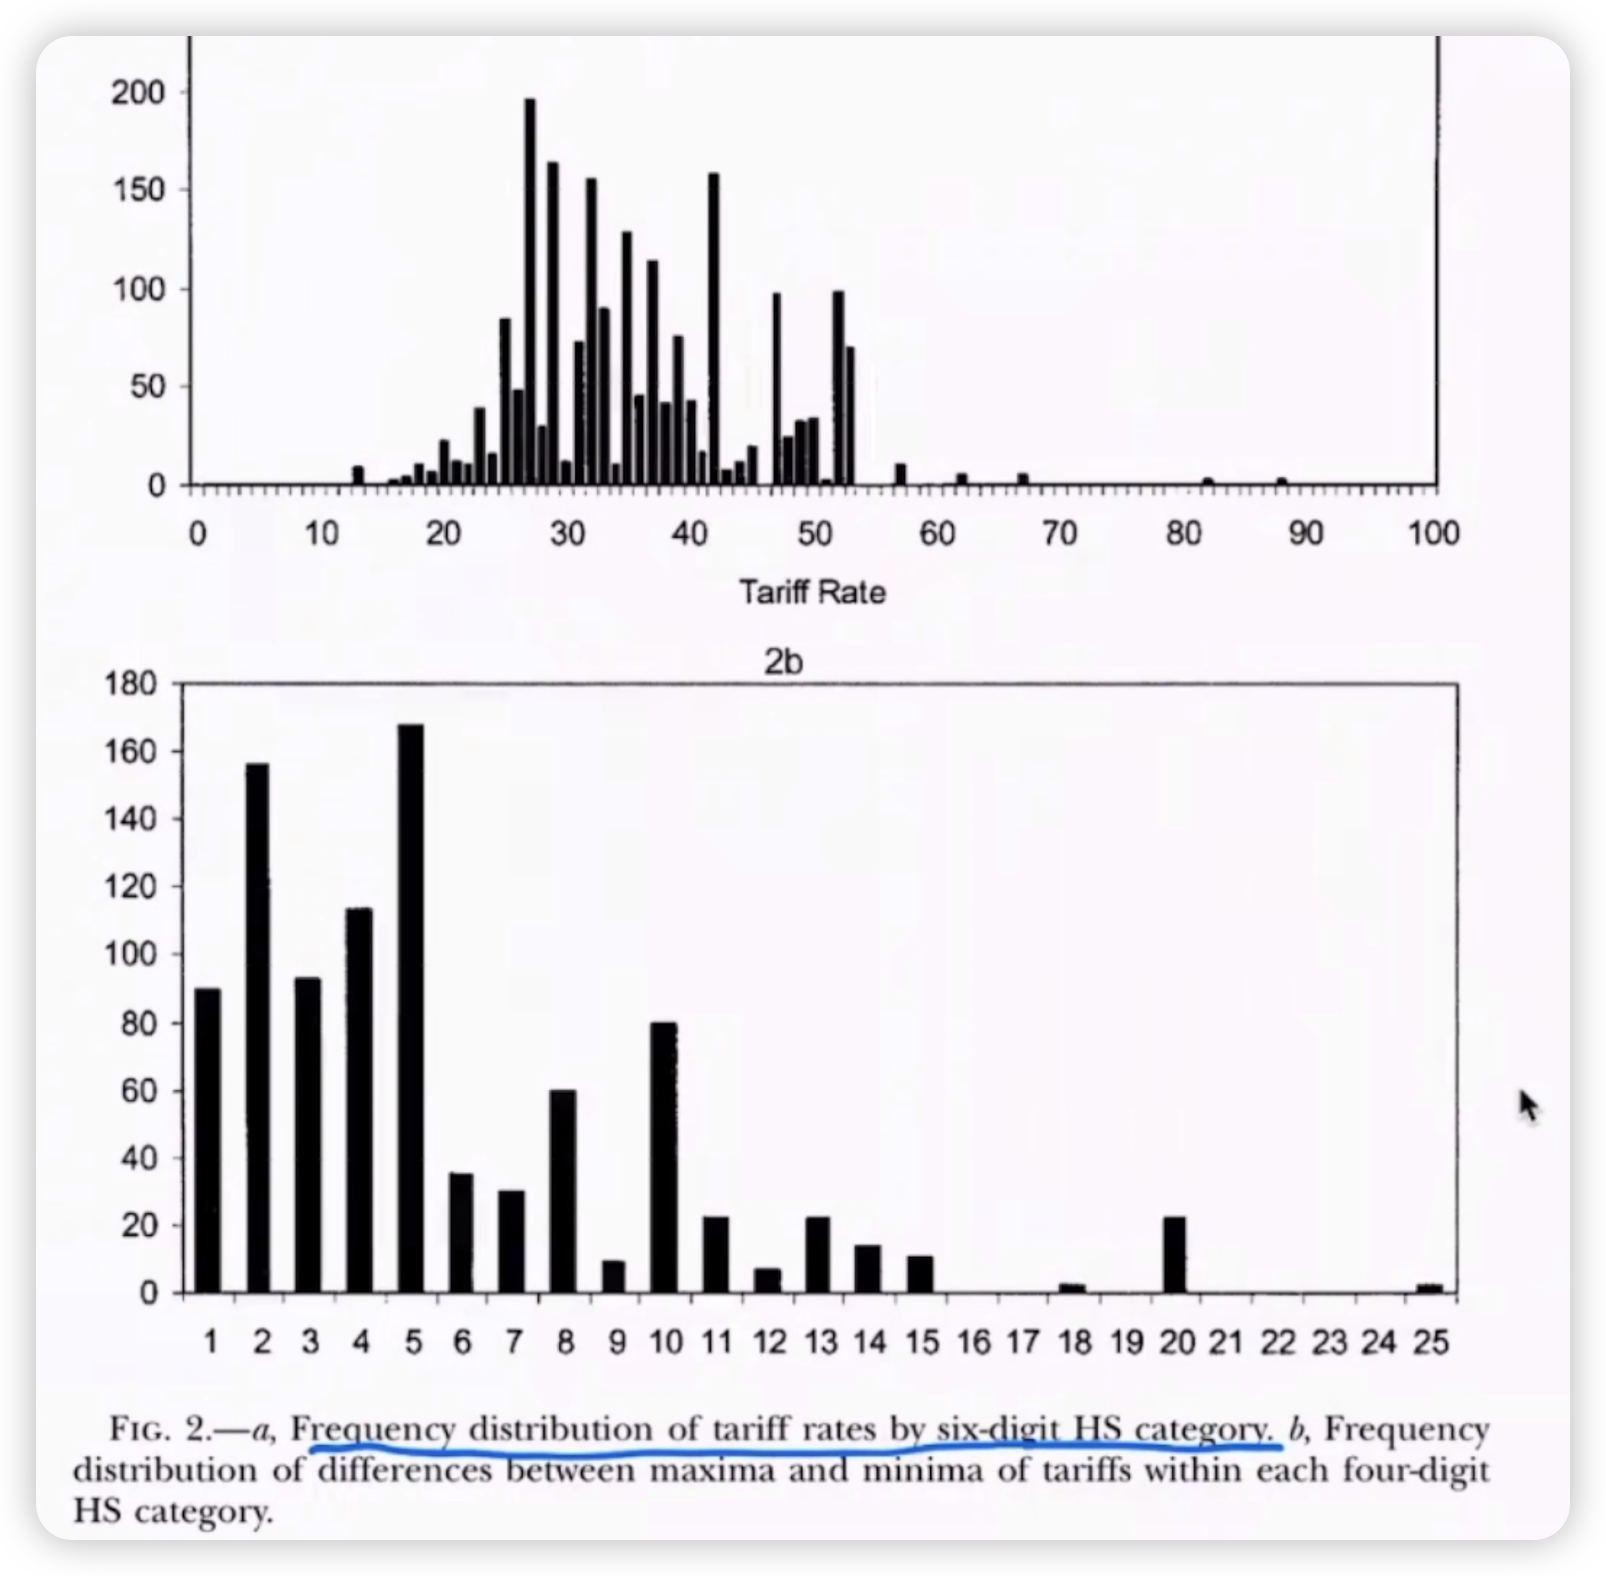 200
150
100
50
0
0 10 20 30 40 50 60 70 80 90 100
Tariff Rate
2b
180
160
140
120
100
80
60
40
20
0
1 2 3 4 5 6 7 8 9 10 11 12 13 14 15 16 17 18 19 20 21 22 23 24 25
FIG. 2.—a, Frequency distribution of tariff rates by six-digit HS category. b, Frequency
distribution of differences between maxima and minima of tariffs within each four-digit
HS category.